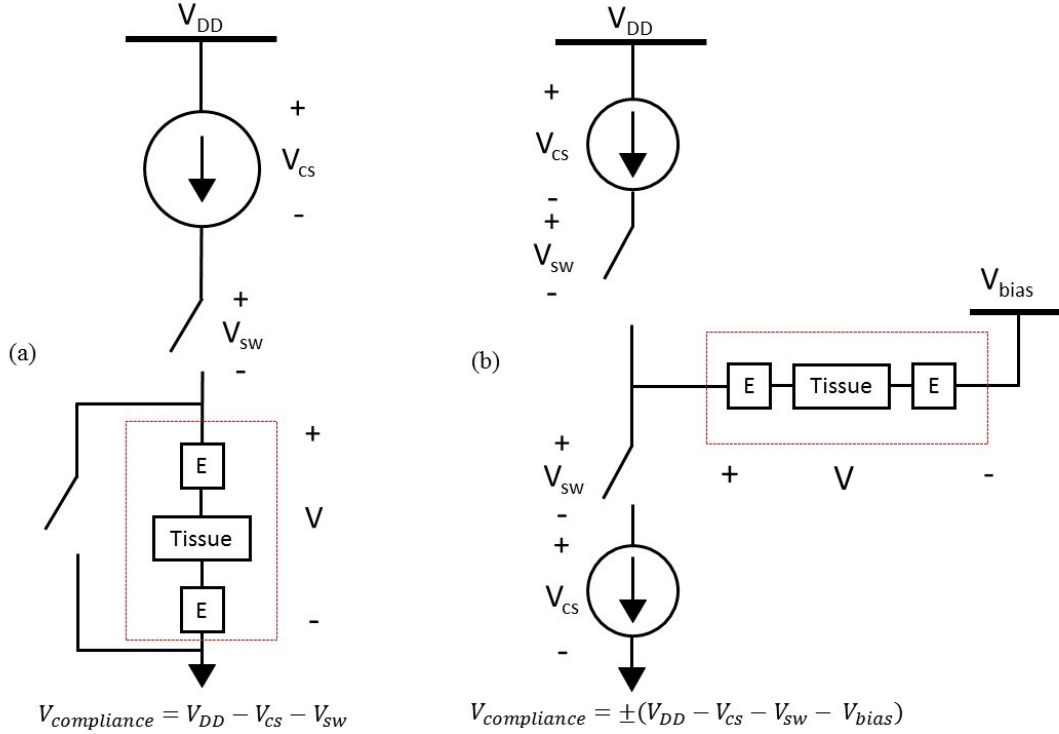 V_DD
+
V_cs
-
+
V_sw
-
(a)
+
E
V
Tissue
E
-
V_compliance = V_DD − V_cs − V_sw
V_DD
+
V_cs
-
+
V_sw
-
V_bias
(b)
E Tissue E
+ V -
+
V_sw
-
+
V_cs
-
V_compliance = ±(V_DD − V_cs − V_sw − V_bias)